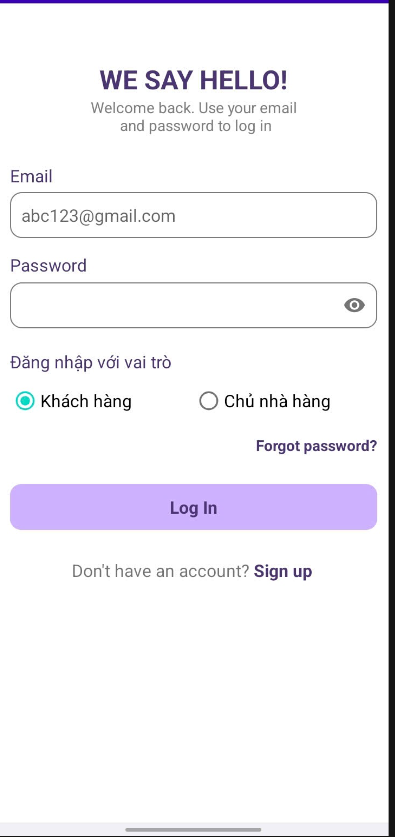 WE SAY HELLO!
Welcome back. Use your email
and password to log in
Email
abc123@gmail.com
Password
Đăng nhập với vai trò
Khách hàng Chủ nhà hàng
Forgot password?
Log In
Don't have an account? Sign up